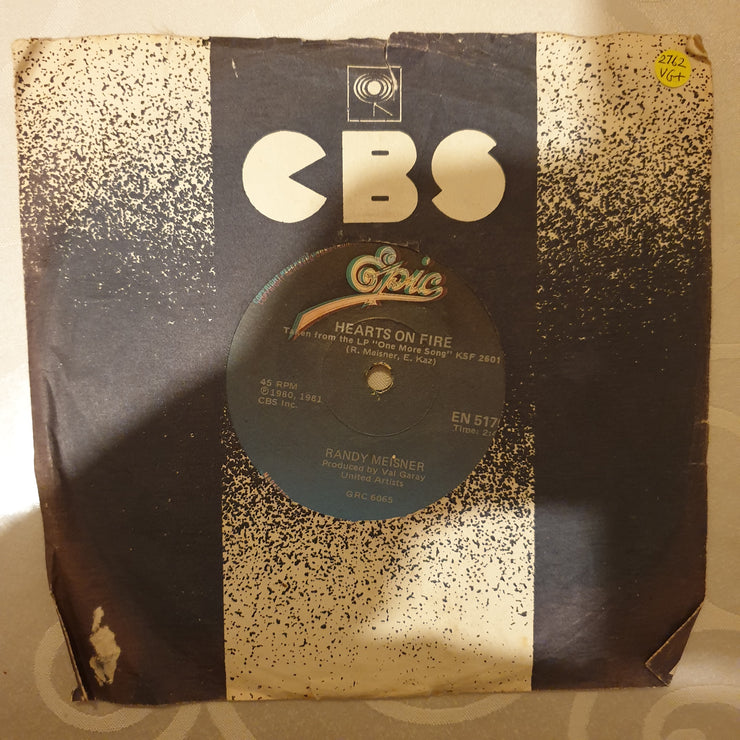 2762
VG+
CBS
Epic
HEARTS ON FIRE
Taken from the LP "One More Song" KSF 2601
(R. Meisner, E. Kaz)
45 RPM
℗ 1980, 1981
CBS Inc.
EN 517
Time: 2:
RANDY MEISNER
Produced by Val Garay
United Artists
GRC 6065